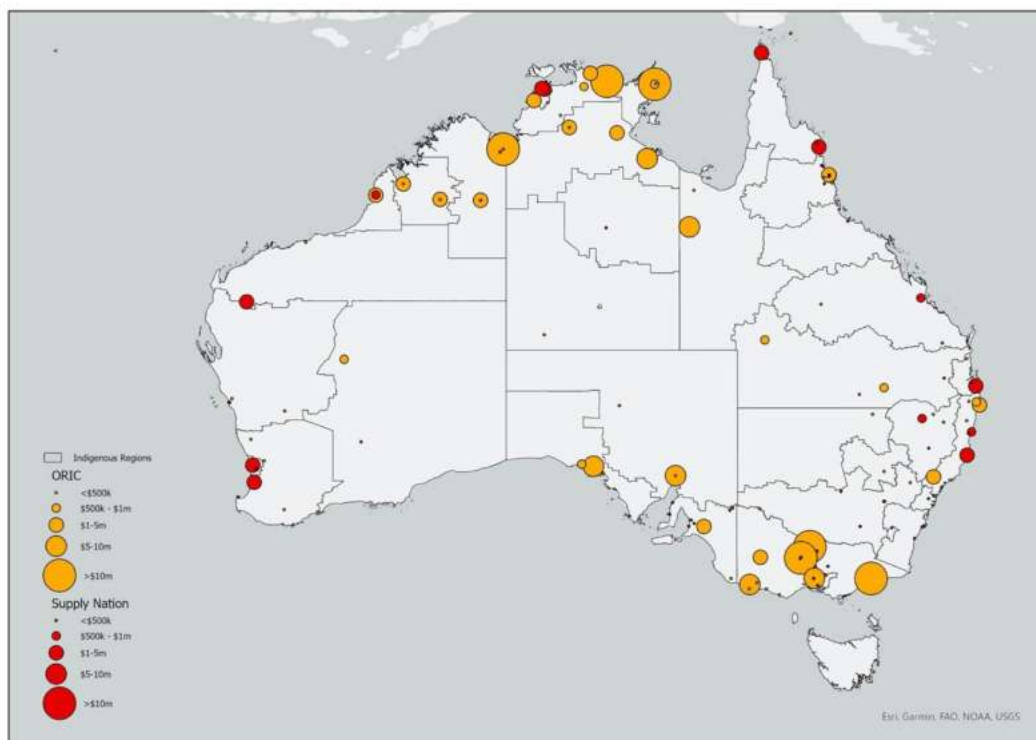 Indigenous Regions
ORIC
<$500k
$500k - $1m
$1-5m
$5-10m
>$10m
Supply Nation
<$500k
$500k - $1m
$1-5m
$5-10m
>$10m
Esri, Garmin, FAO, NOAA, USGS